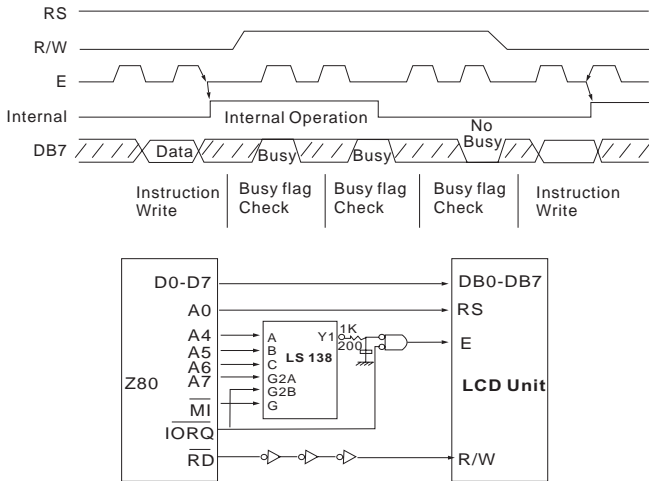 RS
R/W
E
Internal Internal Operation
DB7 Data Busy Busy No Busy
Instruction Write Busy flag Check Busy flag Check Busy flag Check Instruction Write
D0-D7 DB0-DB7
A0 RS
A4 A Y1 1K
A5 B 200 E
A6 C LS 138
A7 G2A LCD Unit
Z80 G2B
MI G
IORQ
RD R/W